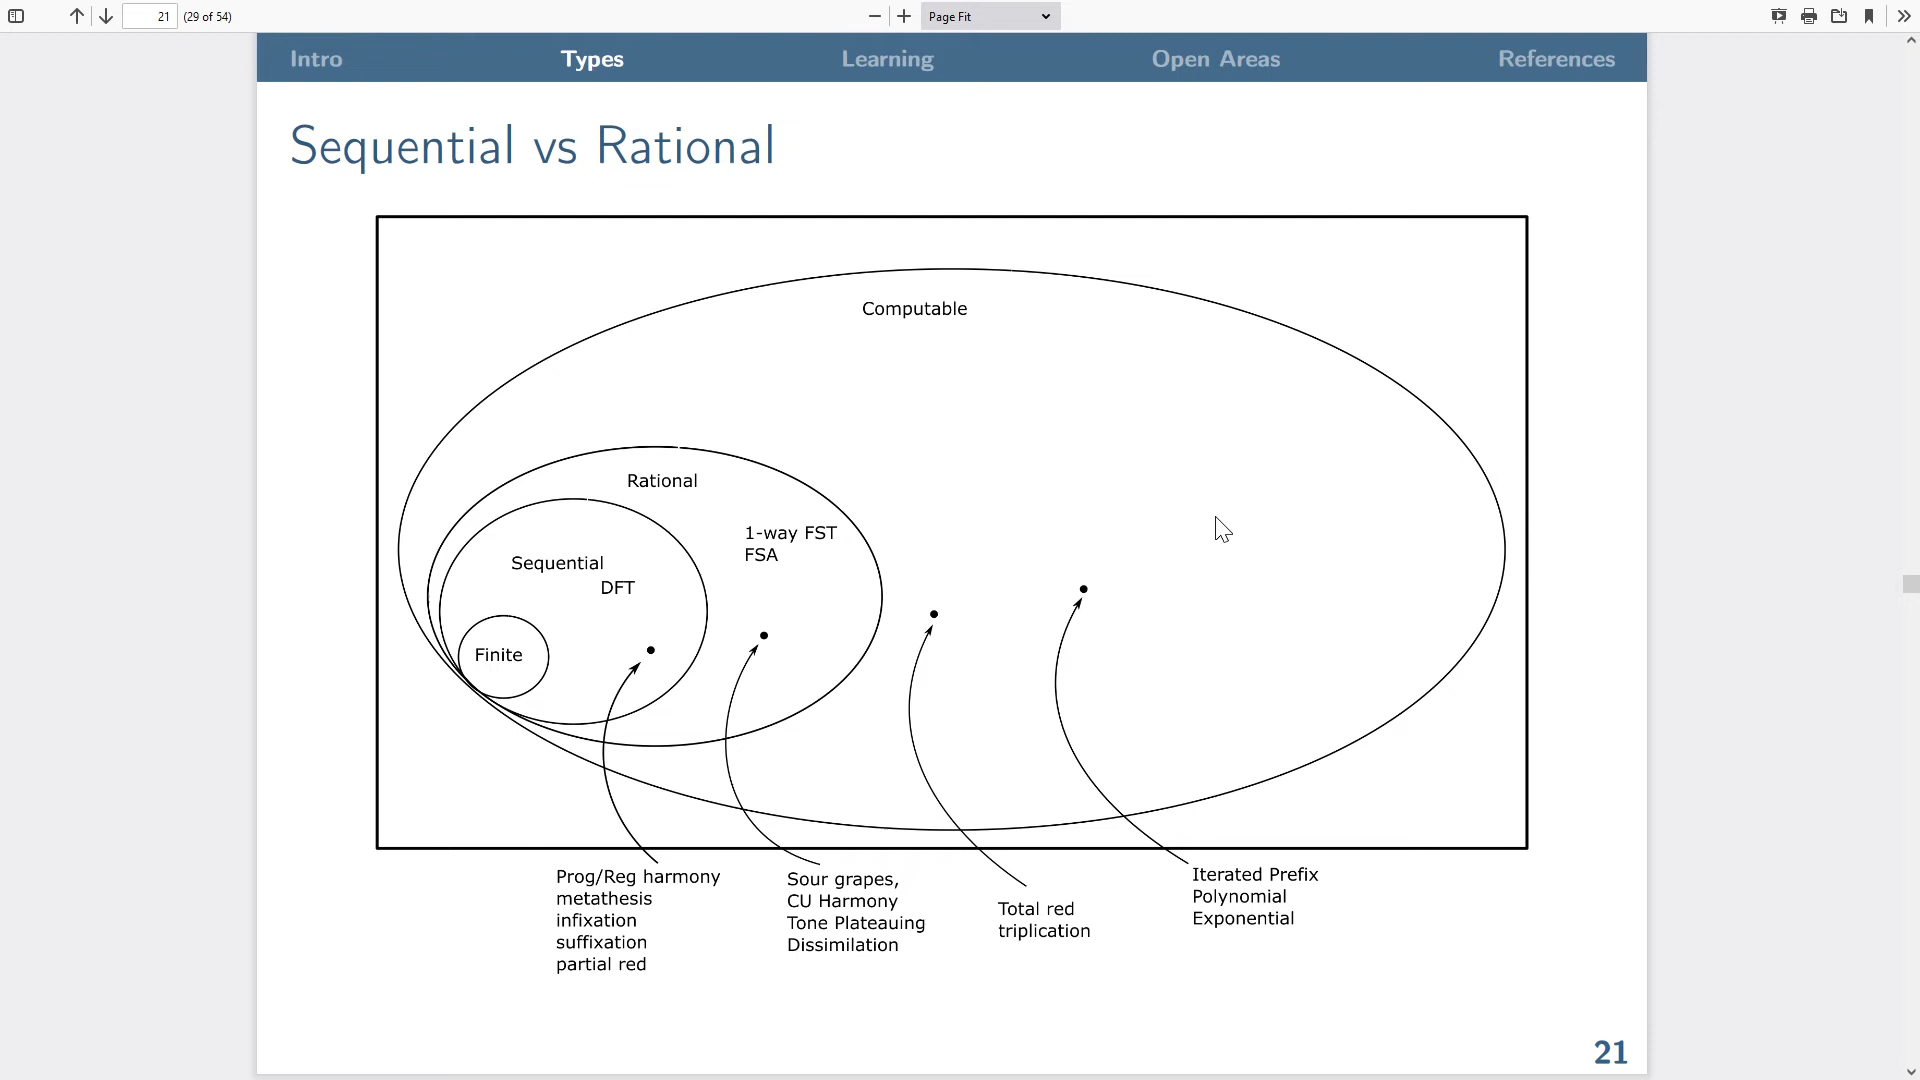 21 (29 of 54) Page Fit
Intro Types Learning Open Areas References
Sequential vs Rational
Computable
Rational
1-way FST
FSA
Sequential
DFT
Finite
Prog/Reg harmony
metathesis
infixation
suffixation
partial red
Sour grapes,
CU Harmony
Tone Plateauing
Dissimilation
Total red
triplication
Iterated Prefix
Polynomial
Exponential
21